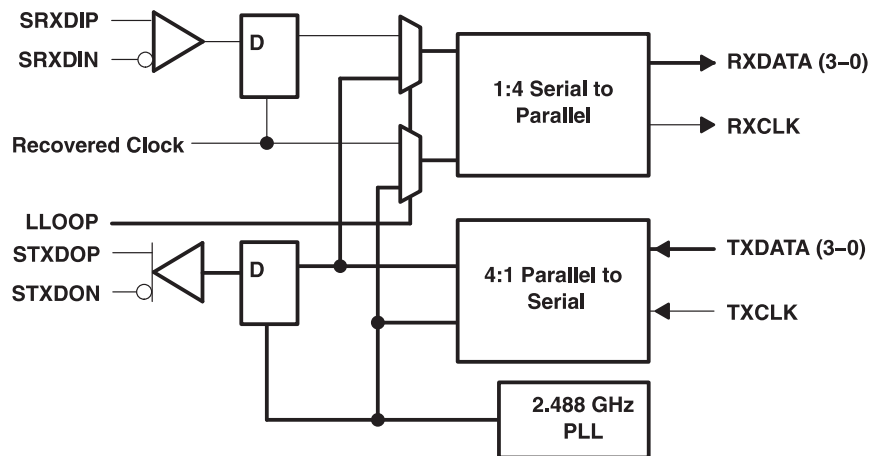 SRXDIP
SRXDIN
D
1:4 Serial to
Parallel
RXDATA (3–0)
RXCLK
Recovered Clock
LLOOP
STXDOP
STXDON
D
4:1 Parallel to
Serial
TXDATA (3–0)
TXCLK
2.488 GHz
PLL